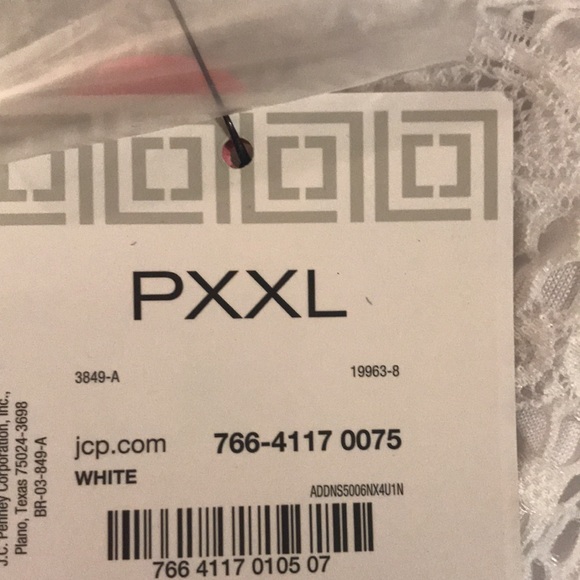 PXXL
3849-A 19963-8
jcp.com 766-4117 0075
WHITE
ADDNS5006NX4U1N
766 4117 0105 07
J.C. Penney Corporation, Inc.,
Plano, Texas 75024-3698
BR-03-849-A